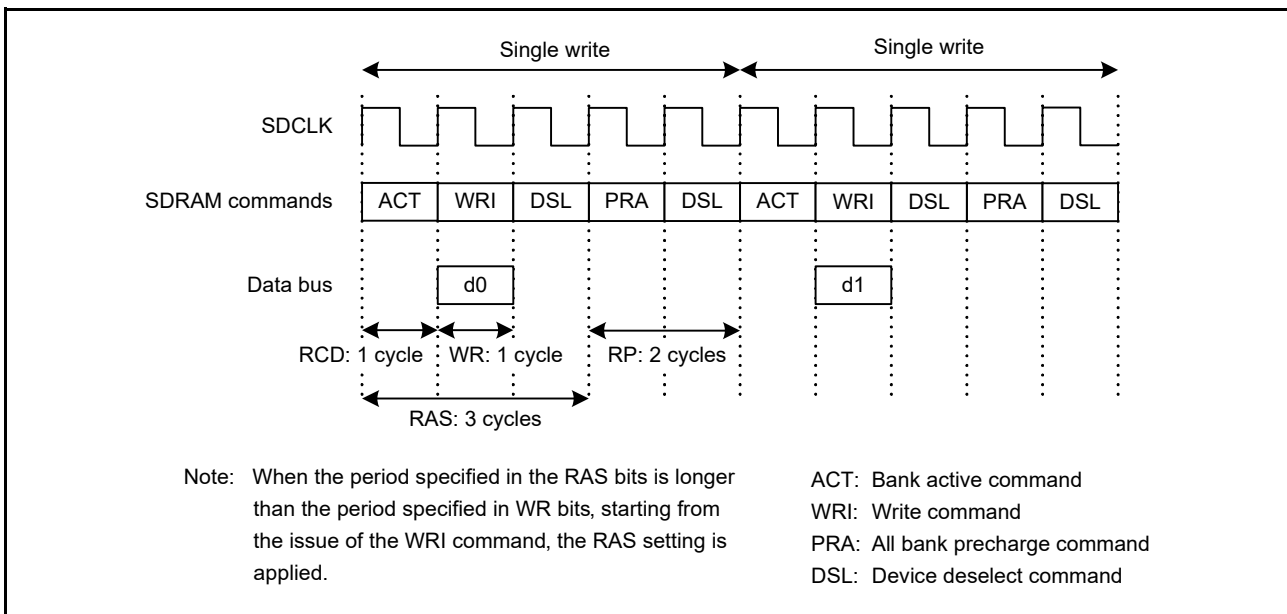 Single write Single write
SDCLK
SDRAM commands ACT WRI DSL PRA DSL ACT WRI DSL PRA DSL
Data bus d0 d1
RCD: 1 cycle WR: 1 cycle RP: 2 cycles
RAS: 3 cycles
Note: When the period specified in the RAS bits is longer
than the period specified in WR bits, starting from
the issue of the WRI command, the RAS setting is
applied.
ACT: Bank active command
WRI: Write command
PRA: All bank precharge command
DSL: Device deselect command